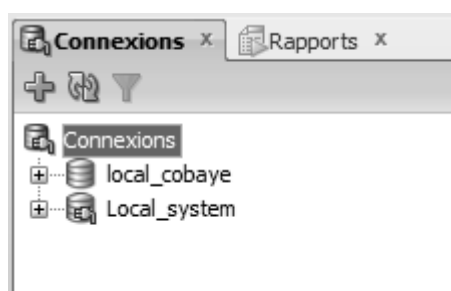 Connexions x Rapports x
Connexions
local_cobaye
Local_system